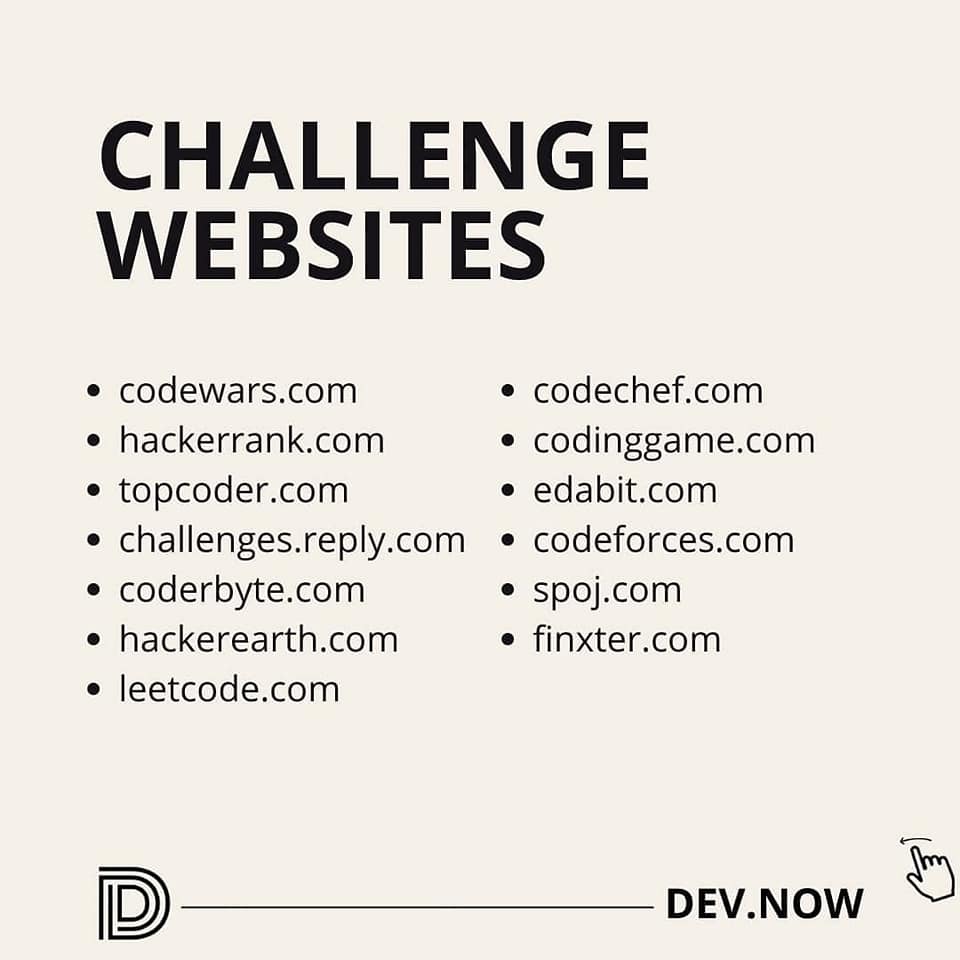 CHALLENGE
WEBSITES
• codewars.com
• hackerrank.com
• topcoder.com
• challenges.reply.com
• coderbyte.com
• hackerearth.com
• leetcode.com
• codechef.com
• codinggame.com
• edabit.com
• codeforces.com
• spoj.com
• finxter.com
D
DEV.NOW